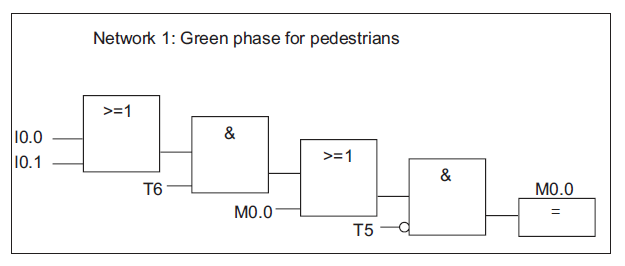 Network 1: Green phase for pedestrians
>=1
I0.0
I0.1
&
T6
>=1
M0.0
&
T5
M0.0
=